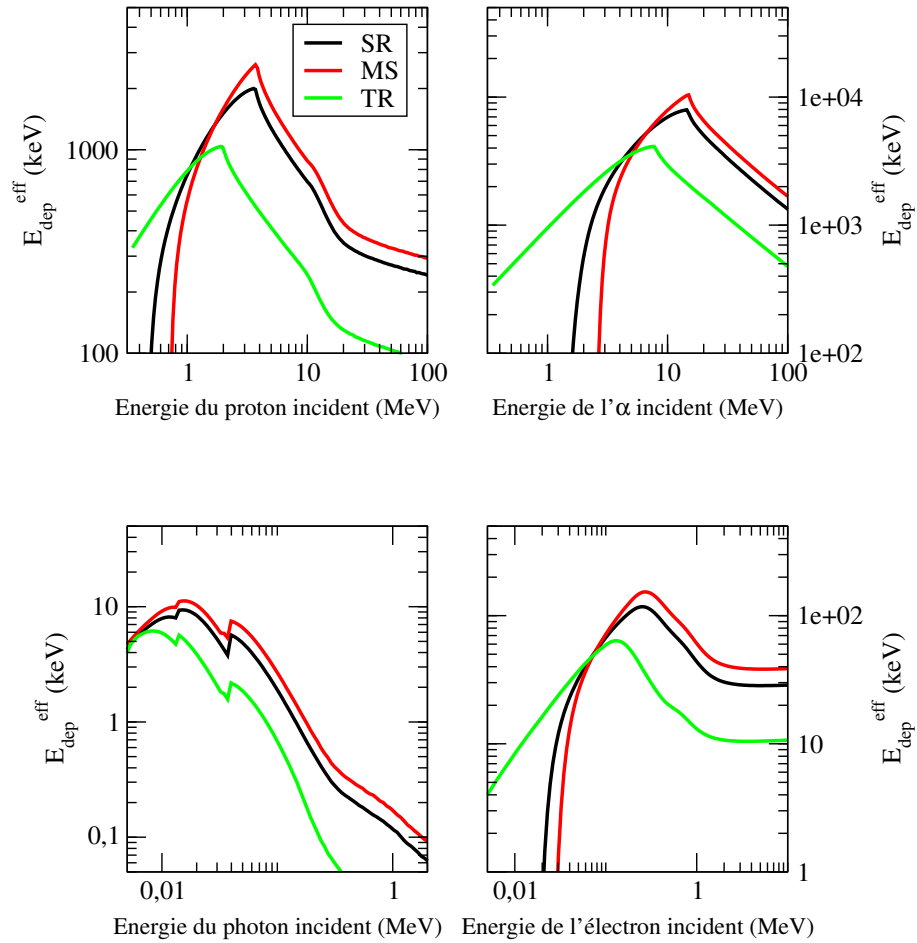 SR
MS
TR
1000
100
E_dep^eff (keV)
1
10
100
Energie du proton incident (MeV)
1e+04
1e+03
1e+02
E_dep^eff (keV)
1
10
100
Energie de l'α incident (MeV)
10
1
0.1
E_dep^eff (keV)
0,01
1
Energie du photon incident (MeV)
1e+02
10
1
E_dep^eff (keV)
0,01
1
Energie de l'électron incident (MeV)